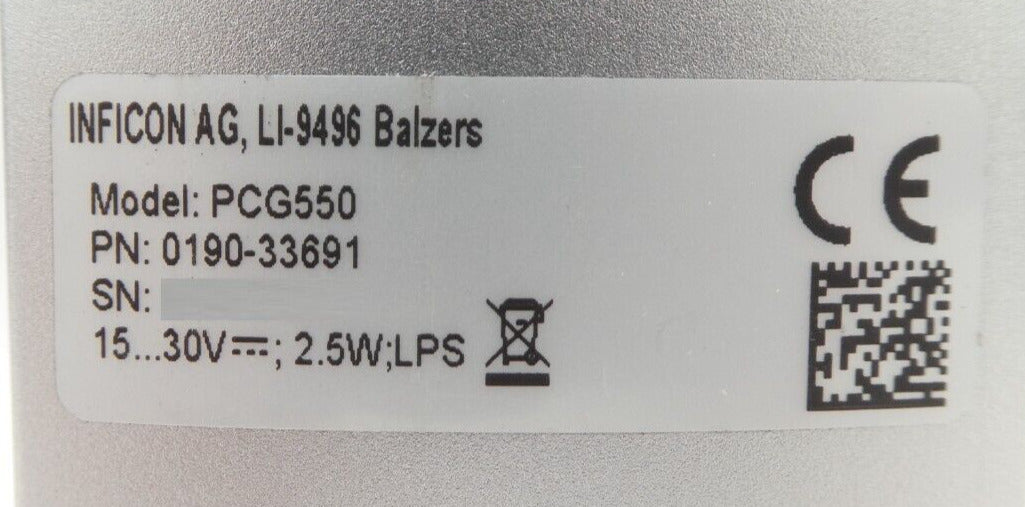 INFICON AG, LI-9496 Balzers
Model: PCG550
PN: 0190-33691
SN:
15...30V⎓; 2.5W;LPS
CE